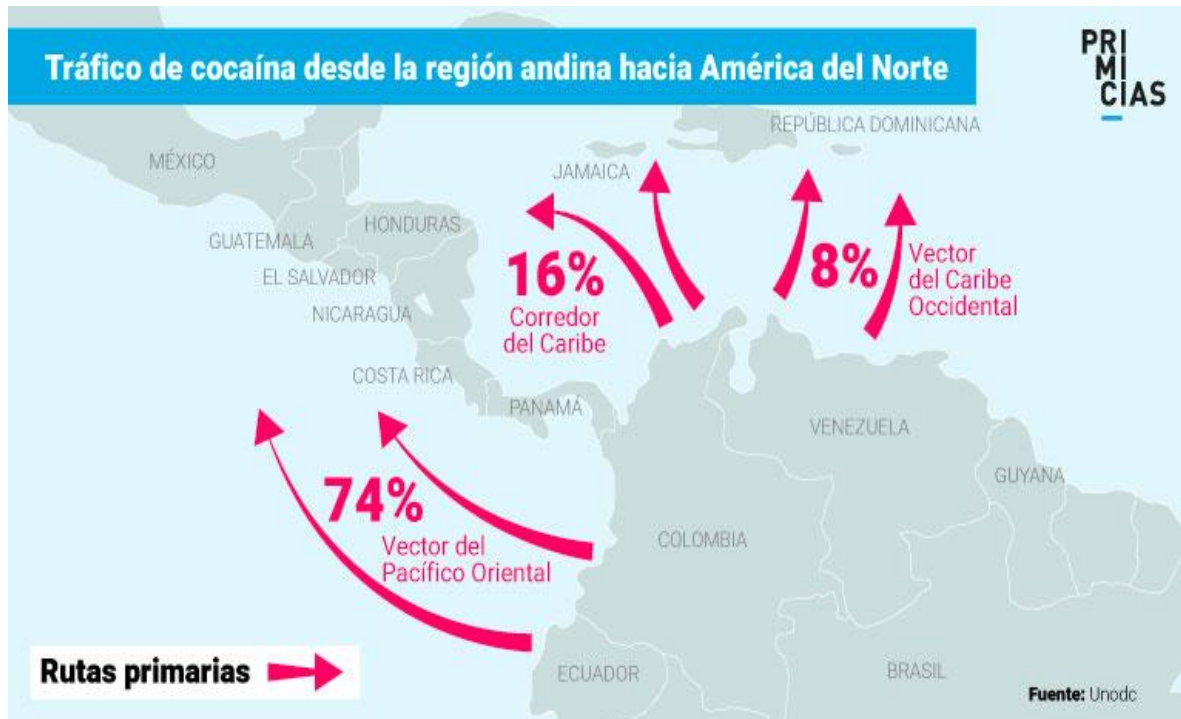 Tráfico de cocaína desde la región andina hacia América del Norte
PRI
MI
CIAS
REPÚBLICA DOMINICANA
MÉXICO
JAMAICA
HONDURAS
GUATEMALA
EL SALVADOR
NICARAGUA
16%
Corredor
del Caribe
8%
Vector
del Caribe
Occidental
COSTA RICA
PANAMÁ
VENEZUELA
GUYANA
74%
Vector del
Pacífico Oriental
COLOMBIA
ECUADOR
BRASIL
Rutas primarias
Fuente: Unodc